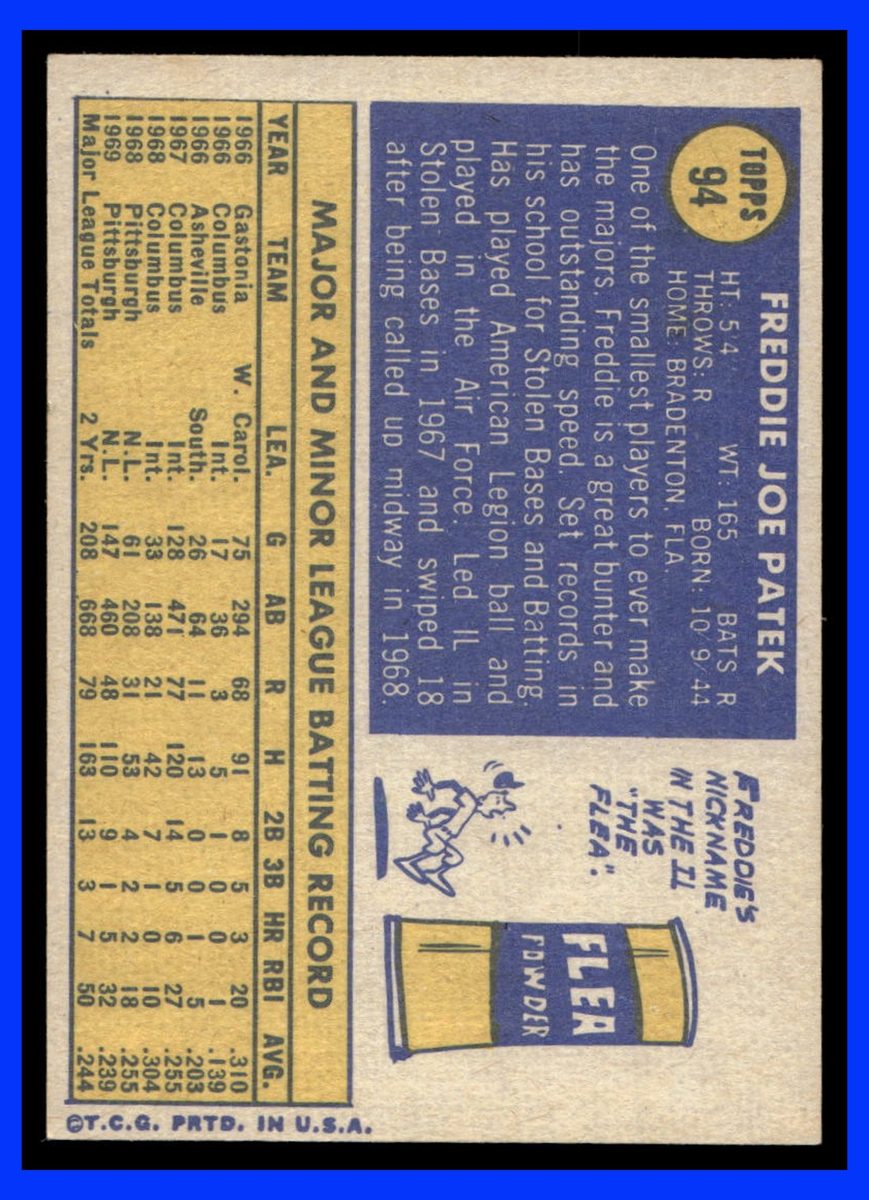 TOPPS
94
FREDDIE JOE PATEK
HT: 5'4 WT: 165 BATS: R
THROWS: R BORN: 10/9/44
HOME: BRADENTON, FLA.
One of the smallest players to ever make
the majors, Freddie is a great bunter and
has outstanding speed. Set records in
his school for Stolen Bases and Batting.
Has played American Legion ball and
played in the Air Force. Led IL in
Stolen Bases in 1967 and swiped 18
after being called up midway in 1968.
FREDDIE'S
NICKNAME
IN THE IL
WAS
"THE
FLEA".
FLEA
POWDER
MAJOR AND MINOR LEAGUE BATTING RECORD
YEAR TEAM LEA. G AB R H 2B 3B HR RBI AVG.
1966 Gastonia W. Carol. 75 294 68 91 8 5 3 20 .310
1966 Columbus Int. 17 36 3 5 1 0 0 1 .139
1966 Asheville South. 26 64 11 13 0 0 1 5 .203
1967 Columbus Int. 128 471 77 120 14 5 6 27 .255
1968 Columbus Int. 33 138 21 42 7 1 0 10 .304
1968 Pittsburgh N.L. 61 208 31 53 4 2 2 18 .255
1969 Pittsburgh N.L. 147 460 48 110 9 1 5 32 .239
Major League Totals 2 Yrs. 208 668 79 163 13 3 7 50 .244
©T.C.G. PRTD. IN U.S.A.